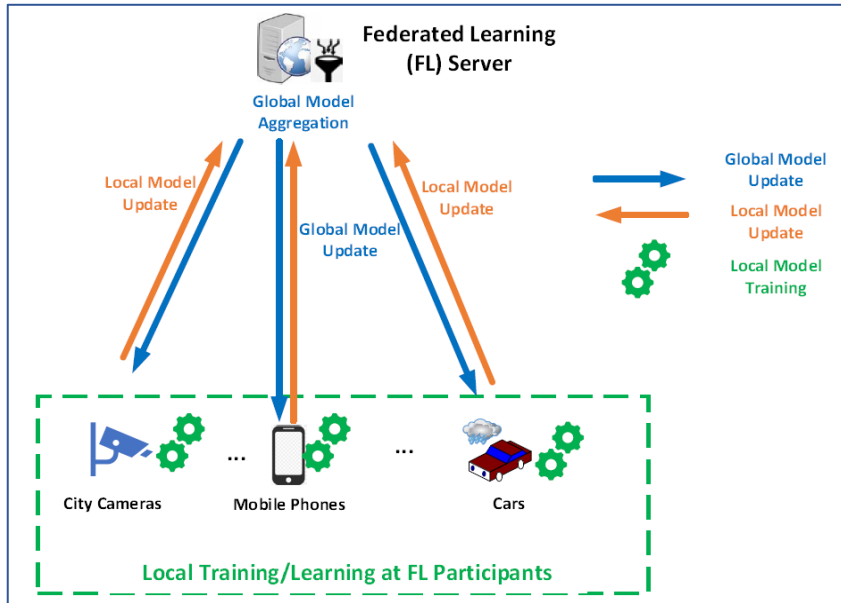 Federated Learning
(FL) Server
Global Model
Aggregation
Local Model
Update
Global Model
Update
Local Model
Update
Global Model
Update
Local Model
Update
Local Model
Training
...
...
City Cameras
Mobile Phones
Cars
Local Training/Learning at FL Participants